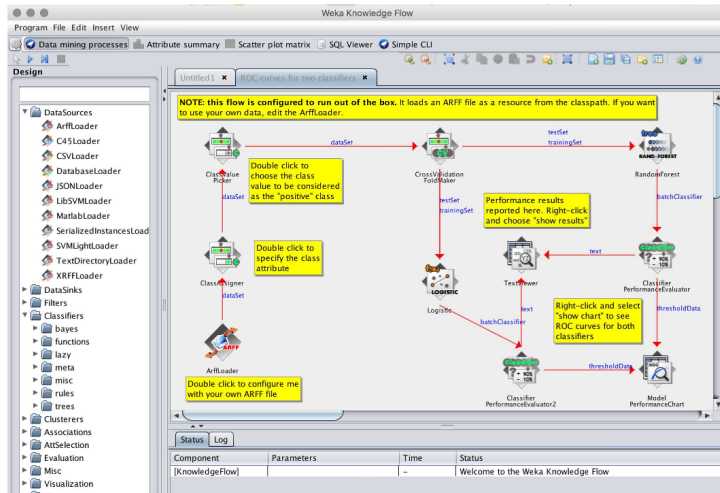 Weka Knowledge Flow
Program File Edit Insert View
Data mining processes Attribute summary Scatter plot matrix SQL Viewer Simple CLI
Design
Untitled1 ROC curves for two classifiers
DataSources
ArffLoader
C45Loader
CSVLoader
DatabaseLoader
JSONLoader
LibSVMLoader
MatlabLoader
SerializedInstancesLoad
SVMLightLoader
TextDirectoryLoader
XRFFLoader
DataSinks
Filters
Classifiers
bayes
functions
lazy
meta
misc
rules
trees
Clusterers
Associations
AttSelection
Evaluation
Misc
Visualization
NOTE: this flow is configured to run out of the box. It loads an ARFF file as a resource from the classpath. If you want
to use your own data, edit the ArffLoader.
ClassValue
Picker
dataSet
CrossValidation
FoldMaker
testSet
trainingSet
RAND-FOREST
RandomForest
Double click to
choose the class
value to be considered
as the "positive" class
dataSet
testSet
trainingSet
Performance results
reported here. Right-click
and choose "show results"
batchClassifier
ClassAssigner
Double click to
specify the class
attribute
LOGISTIC
Logistic
TextViewer
text
Classifier
PerformanceEvaluator
dataSet
batchClassifier
text
Right-click and select
"show chart" to see
ROC curves for both
classifiers
thresholdData
ARFF
ArffLoader
Double click to configure me
with your own ARFF file
Classifier
PerformanceEvaluator2
thresholdData
Model
PerformanceChart
Status Log
Component Parameters Time Status
[KnowledgeFlow] – Welcome to the Weka Knowledge Flow